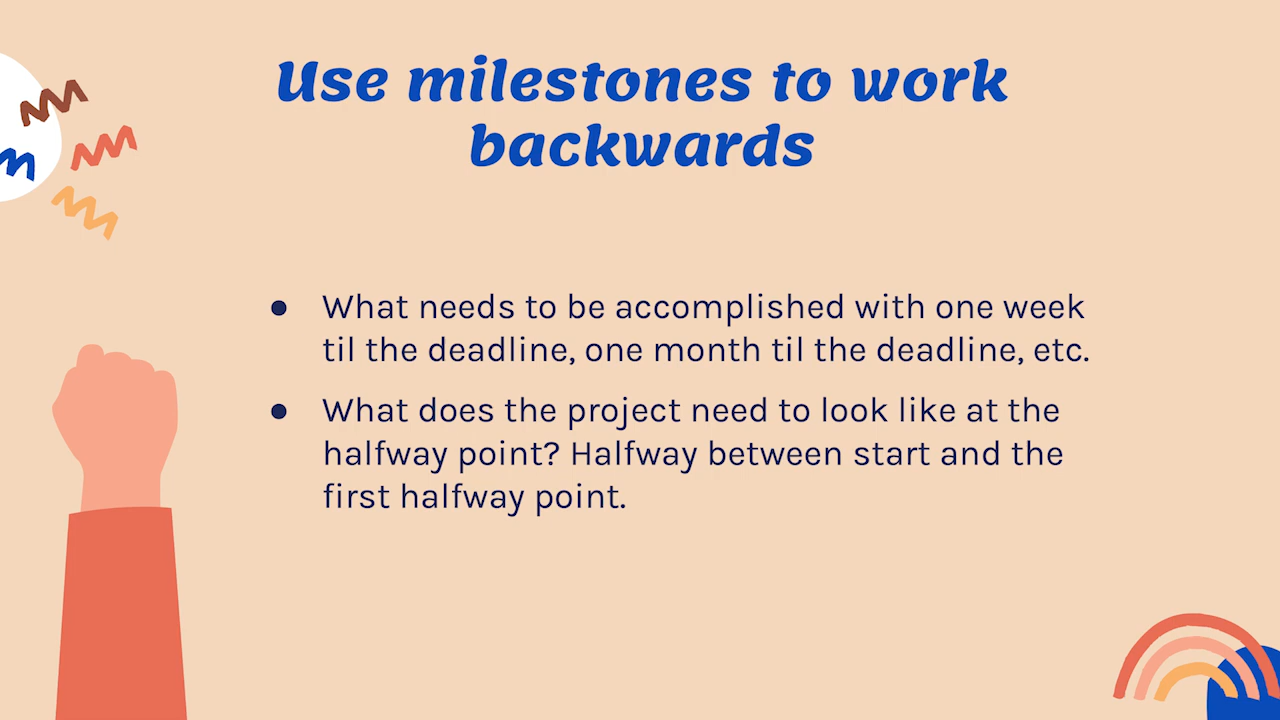 Use milestones to work
backwards
● What needs to be accomplished with one week
til the deadline, one month til the deadline, etc.
● What does the project need to look like at the
halfway point? Halfway between start and the
first halfway point.